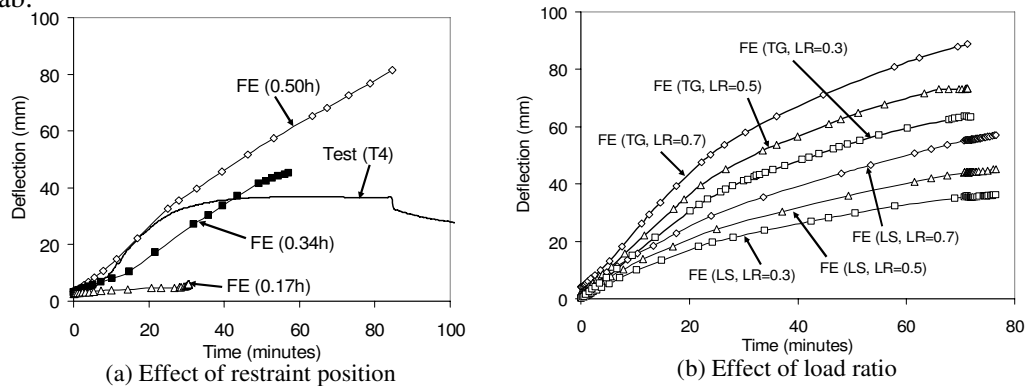 ab.
100
80
60
40
20
0
Deflection (mm)
FE (0.50h)
Test (T4)
FE (0.34h)
FE (0.17h)
0 20 40 60 80 100
Time (minutes)
(a) Effect of restraint position
100
80
60
40
20
0
Deflection (mm)
FE (TG, LR=0.3)
FE (TG, LR=0.5)
FE (TG, LR=0.7)
FE (LS, LR=0.7)
FE (LS, LR=0.5)
FE (LS, LR=0.3)
0 20 40 60 80
Time (minutes)
(b) Effect of load ratio